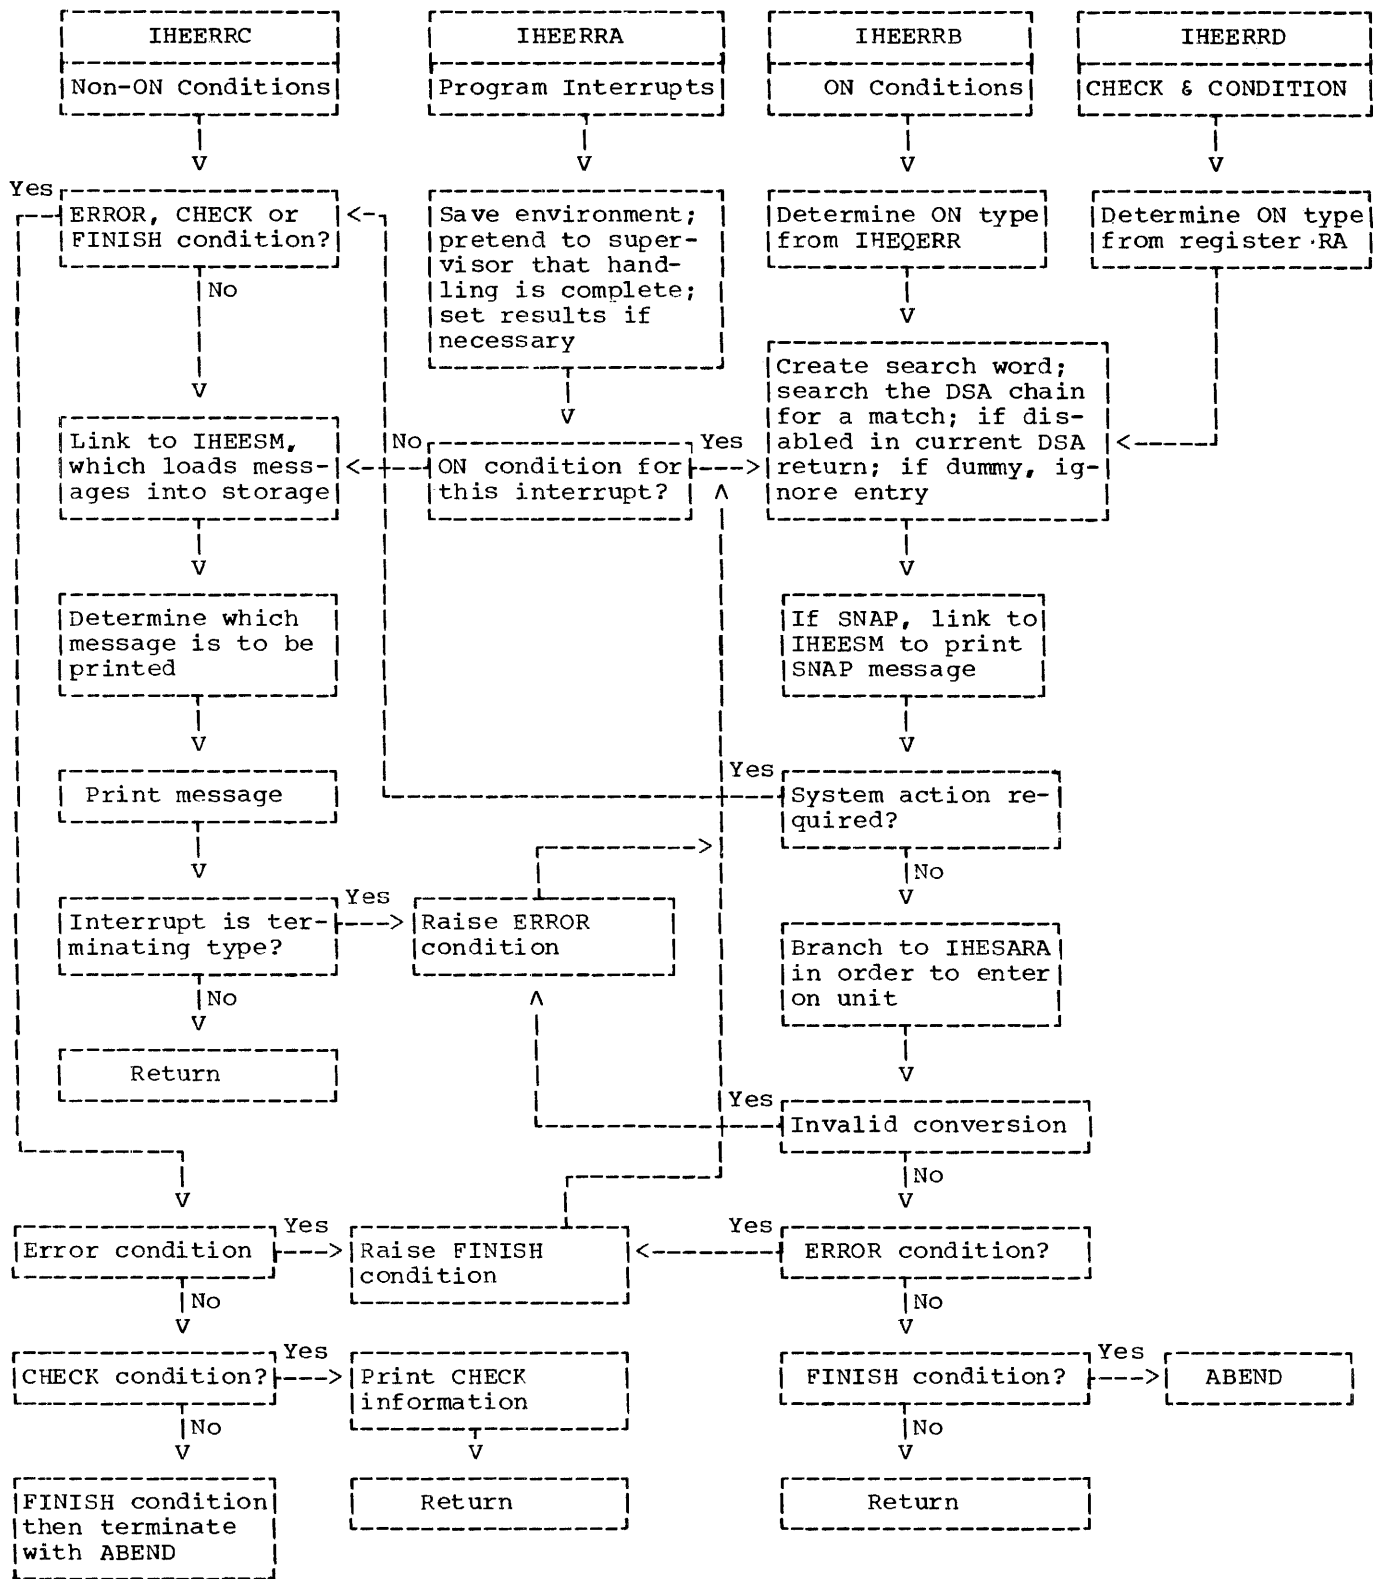 IHEERRC
Non-ON Conditions
IHEERRA
Program Interrupts
IHEERRB
ON Conditions
IHEERRD
CHECK & CONDITION
Yes
ERROR, CHECK or
FINISH condition?
No
Save environment;
pretend to super-
visor that hand-
ling is complete;
set results if
necessary
Determine ON type
from IHEQERR
Determine ON type
from register RA
Create search word;
search the DSA chain
for a match; if dis-
abled in current DSA
return; if dummy, ig-
nore entry
Link to IHEESM,
which loads mess-
ages into storage
No
ON condition for
this interrupt?
Yes
Determine which
message is to be
printed
If SNAP, link to
IHEESM to print
SNAP message
Print message
Yes
System action re-
quired?
No
Interrupt is ter-
minating type?
Yes
Raise ERROR
condition
No
Branch to IHESARA
in order to enter
on unit
Return
Yes
Invalid conversion
No
Error condition
Yes
Raise FINISH
condition
Yes
ERROR condition?
No
No
CHECK condition?
Yes
Print CHECK
information
FINISH condition?
Yes
ABEND
No
No
FINISH condition
then terminate
with ABEND
Return
Return